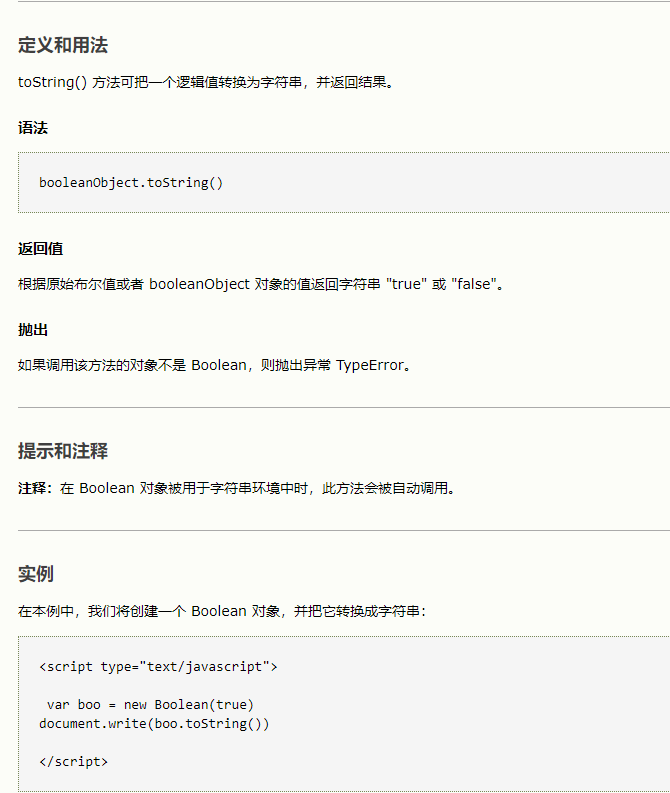 定义和用法
toString() 方法可把一个逻辑值转换为字符串，并返回结果。
语法
booleanObject.toString()
返回值
根据原始布尔值或者 booleanObject 对象的值返回字符串 "true" 或 "false"。
抛出
如果调用该方法的对象不是 Boolean，则抛出异常 TypeError。
提示和注释
注释：在 Boolean 对象被用于字符串环境中时，此方法会被自动调用。
实例
在本例中，我们将创建一个 Boolean 对象，并把它转换成字符串：
<script type="text/javascript">
var boo = new Boolean(true)
document.write(boo.toString())
</script>